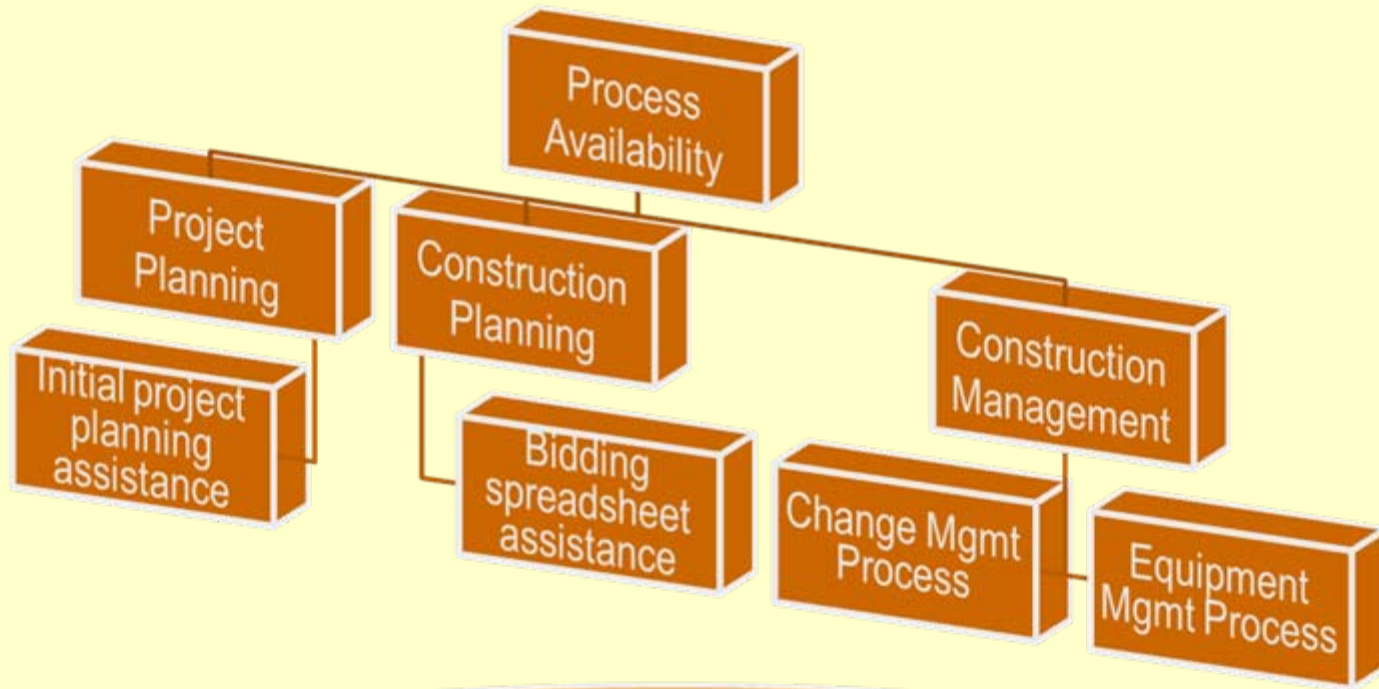 Process
Availability
Project
Planning
Construction
Planning
Construction
Management
Initial project
planning
assistance
Bidding
spreadsheet
assistance
Change Mgmt
Process
Equipment
Mgmt Process